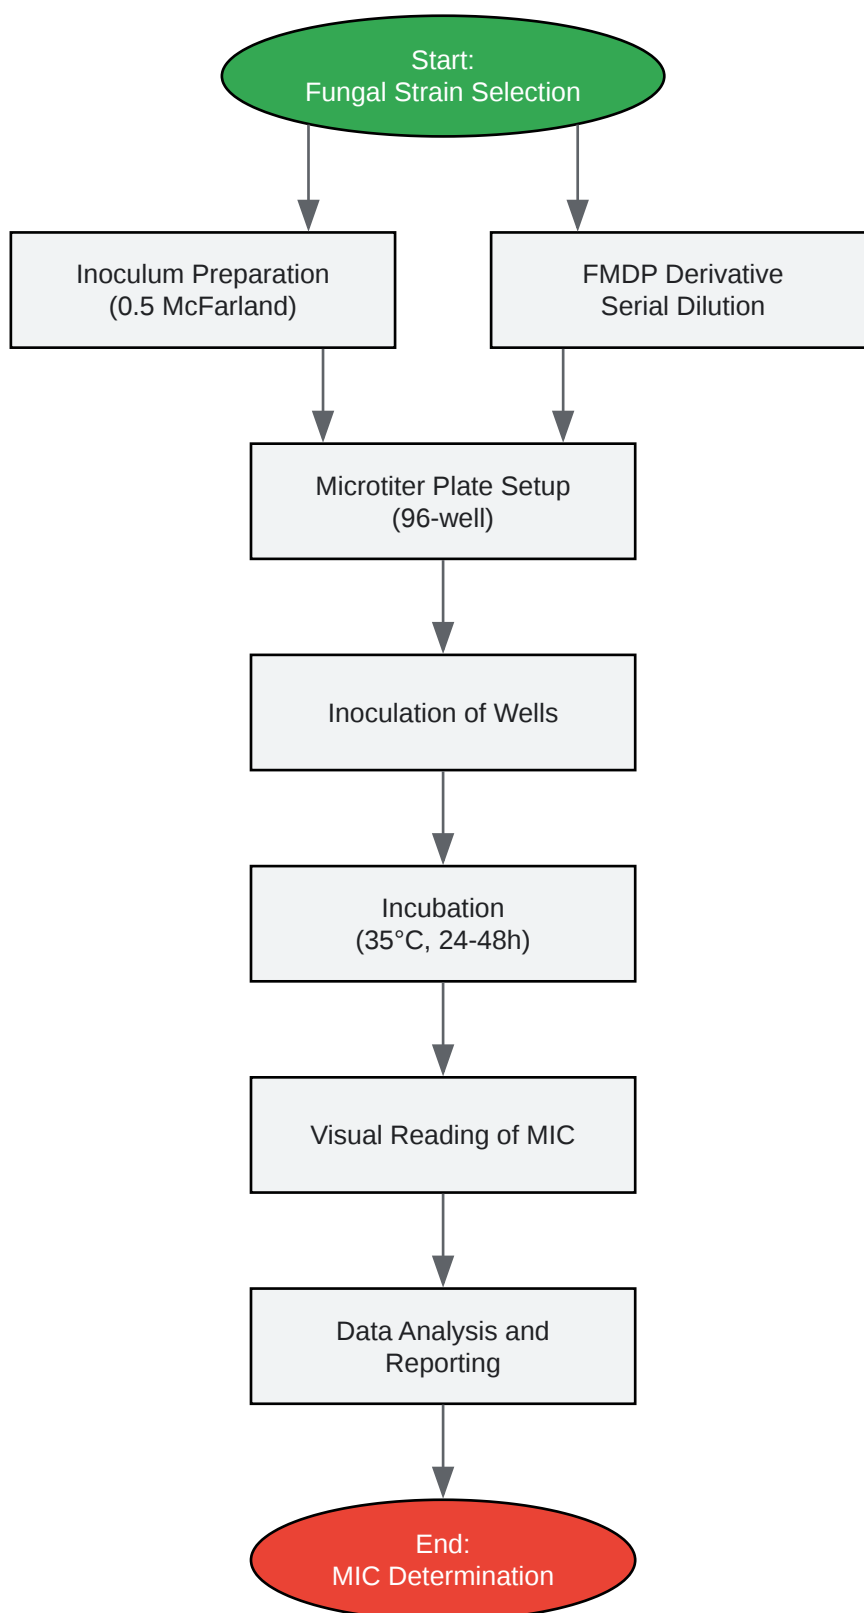 Start:
Fungal Strain Selection
Inoculum Preparation
(0.5 McFarland)
FMDP Derivative
Serial Dilution
Microtiter Plate Setup
(96-well)
Inoculation of Wells
Incubation
(35°C, 24-48h)
Visual Reading of MIC
Data Analysis and
Reporting
End:
MIC Determination